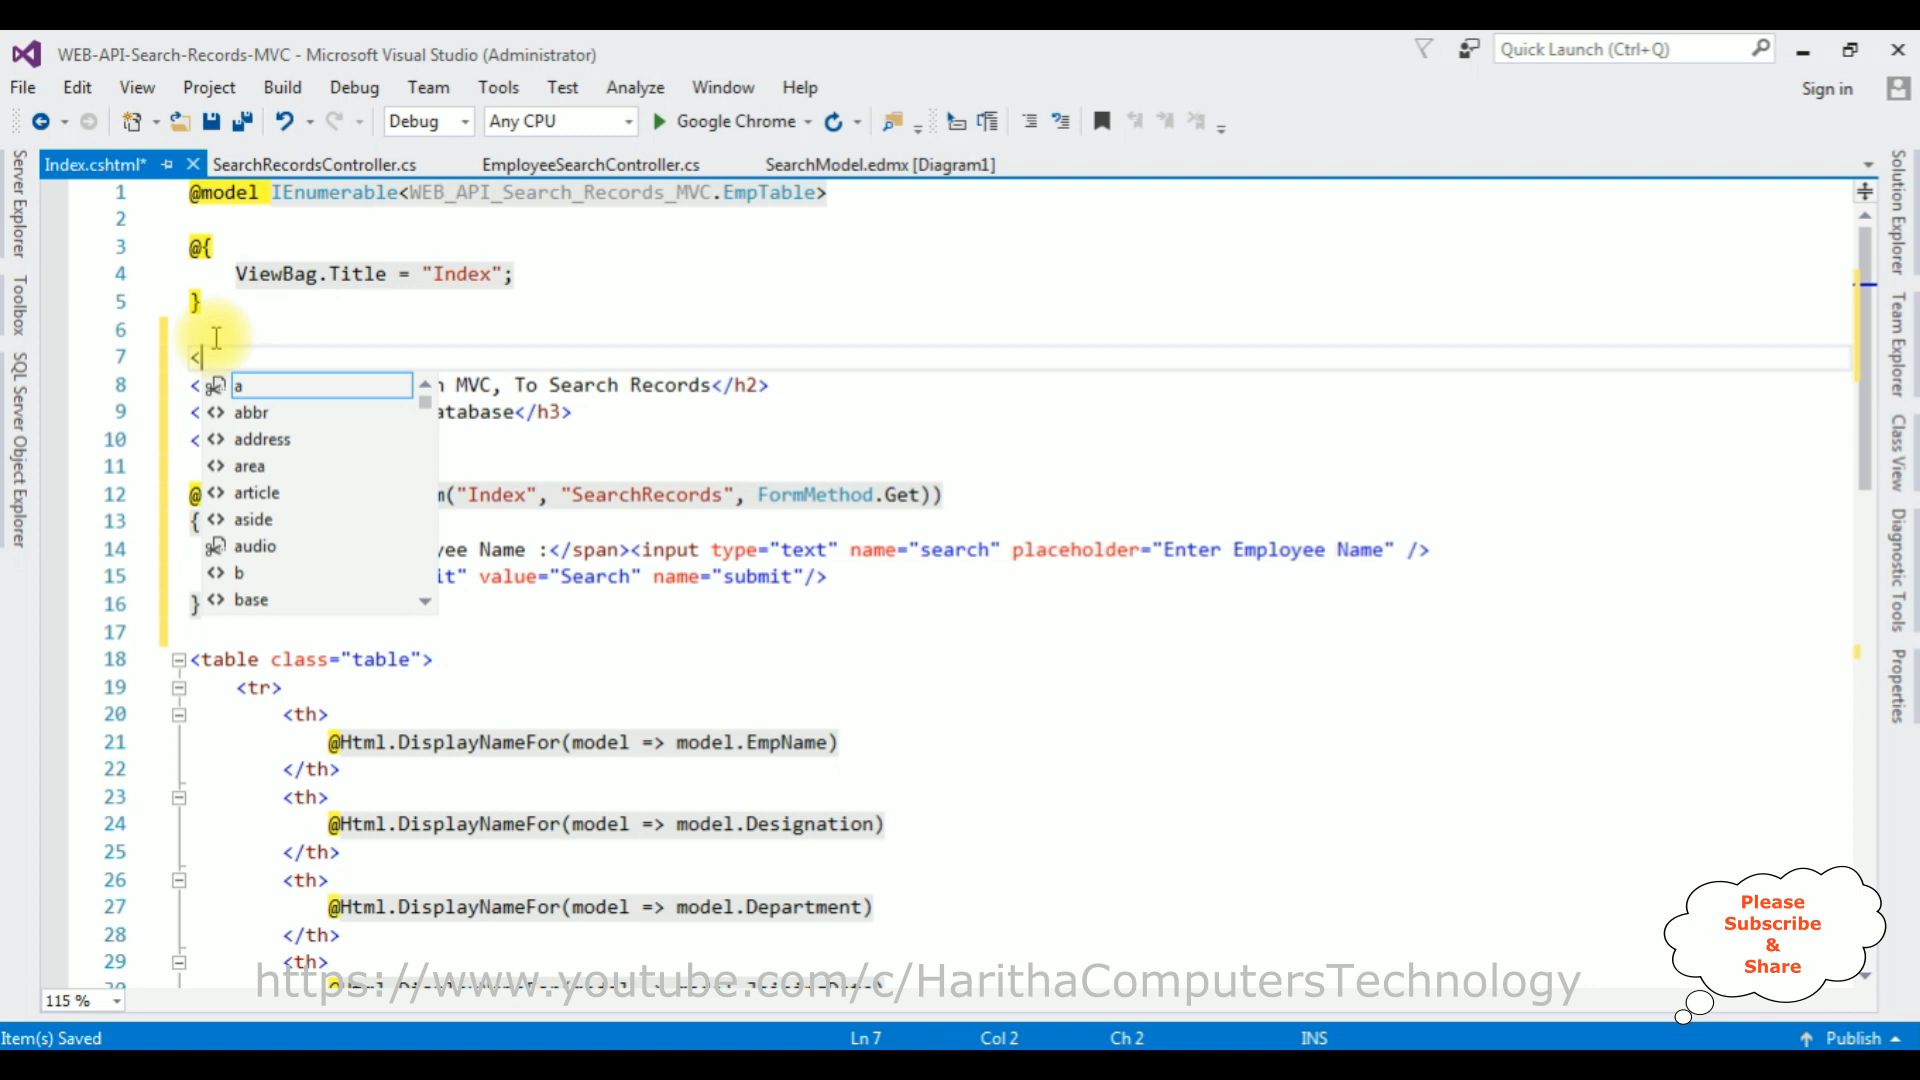 WEB-API-Search-Records-MVC - Microsoft Visual Studio (Administrator)
Quick Launch (Ctrl+Q)
File Edit View Project Build Debug Team Tools Test Analyze Window Help
Sign in
Debug Any CPU Google Chrome
Index.cshtml* SearchRecordsController.cs EmployeeSearchController.cs SearchModel.edmx [Diagram1]
Server Explorer
Toolbox
SQL Server Object Explorer
Solution Explorer
Team Explorer
Class View
Diagnostic Tools
Properties
1 @model IEnumerable<WEB_API_Search_Records_MVC.EmpTable>
2
3 @{
4 ViewBag.Title = "Index";
5 }
6
7 <
8 < MVC, To Search Records</h2>
9 < atabase</h3>
10 <
11
12 @ ("Index", "SearchRecords", FormMethod.Get))
13 {
14 yee Name :</span><input type="text" name="search" placeholder="Enter Employee Name" />
15 it" value="Search" name="submit"/>
16 }
17
a
abbr
address
area
article
aside
audio
b
base
18 <table class="table">
19 <tr>
20 <th>
21 @Html.DisplayNameFor(model => model.EmpName)
22 </th>
23 <th>
24 @Html.DisplayNameFor(model => model.Designation)
25 </th>
26 <th>
27 @Html.DisplayNameFor(model => model.Department)
28 </th>
29 <th>
https://www.youtube.com/c/HarithaComputersTechnology
Please
Subscribe
&
Share
115 %
Item(s) Saved Ln 7 Col 2 Ch 2 INS Publish